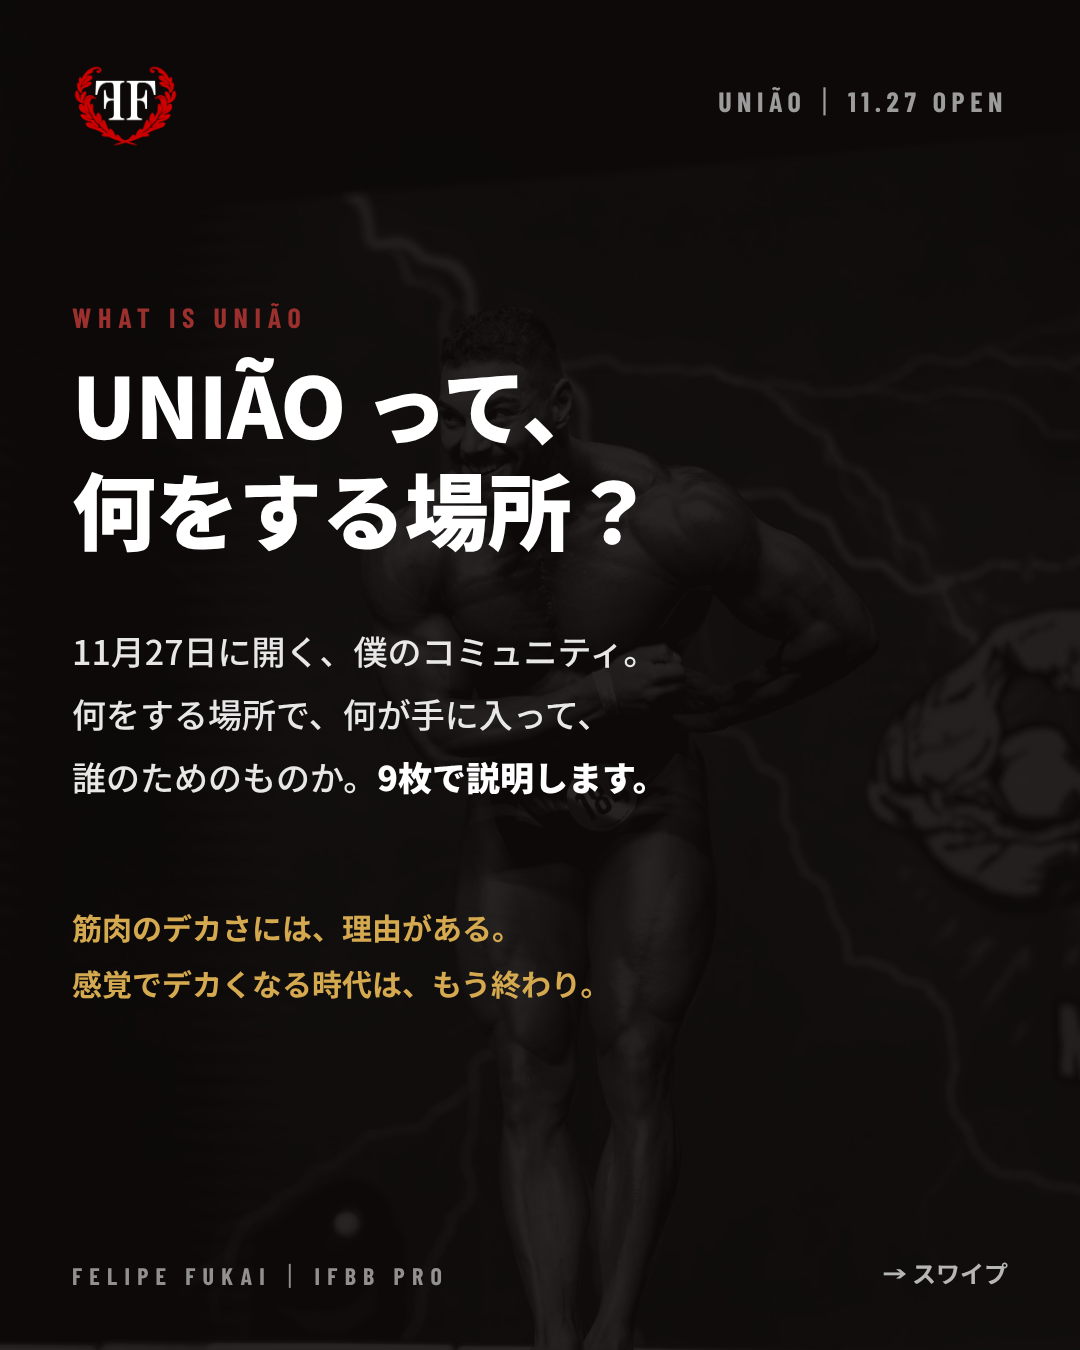 FF
UNIÃO | 11.27 OPEN
WHAT IS UNIÃO
UNIÃO って、
何をする場所？
11月27日に開く、僕のコミュニティ。
何をする場所で、何が手に入って、
誰のためのものか。9枚で説明します。
筋肉のデカさには、理由がある。
感覚でデカくなる時代は、もう終わり。
FELIPE FUKAI | IFBB PRO
→ スワイプ